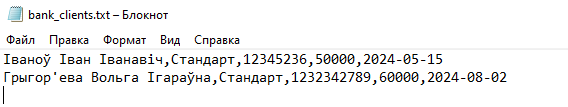 bank_clients.txt – Блокнот
Файл Правка Формат Вид Справка
Іваноў Іван Іванавіч,Стандарт,12345236,50000,2024-05-15
Грыгор'ева Вольга Ігараўна,Стандарт,1232342789,60000,2024-08-02